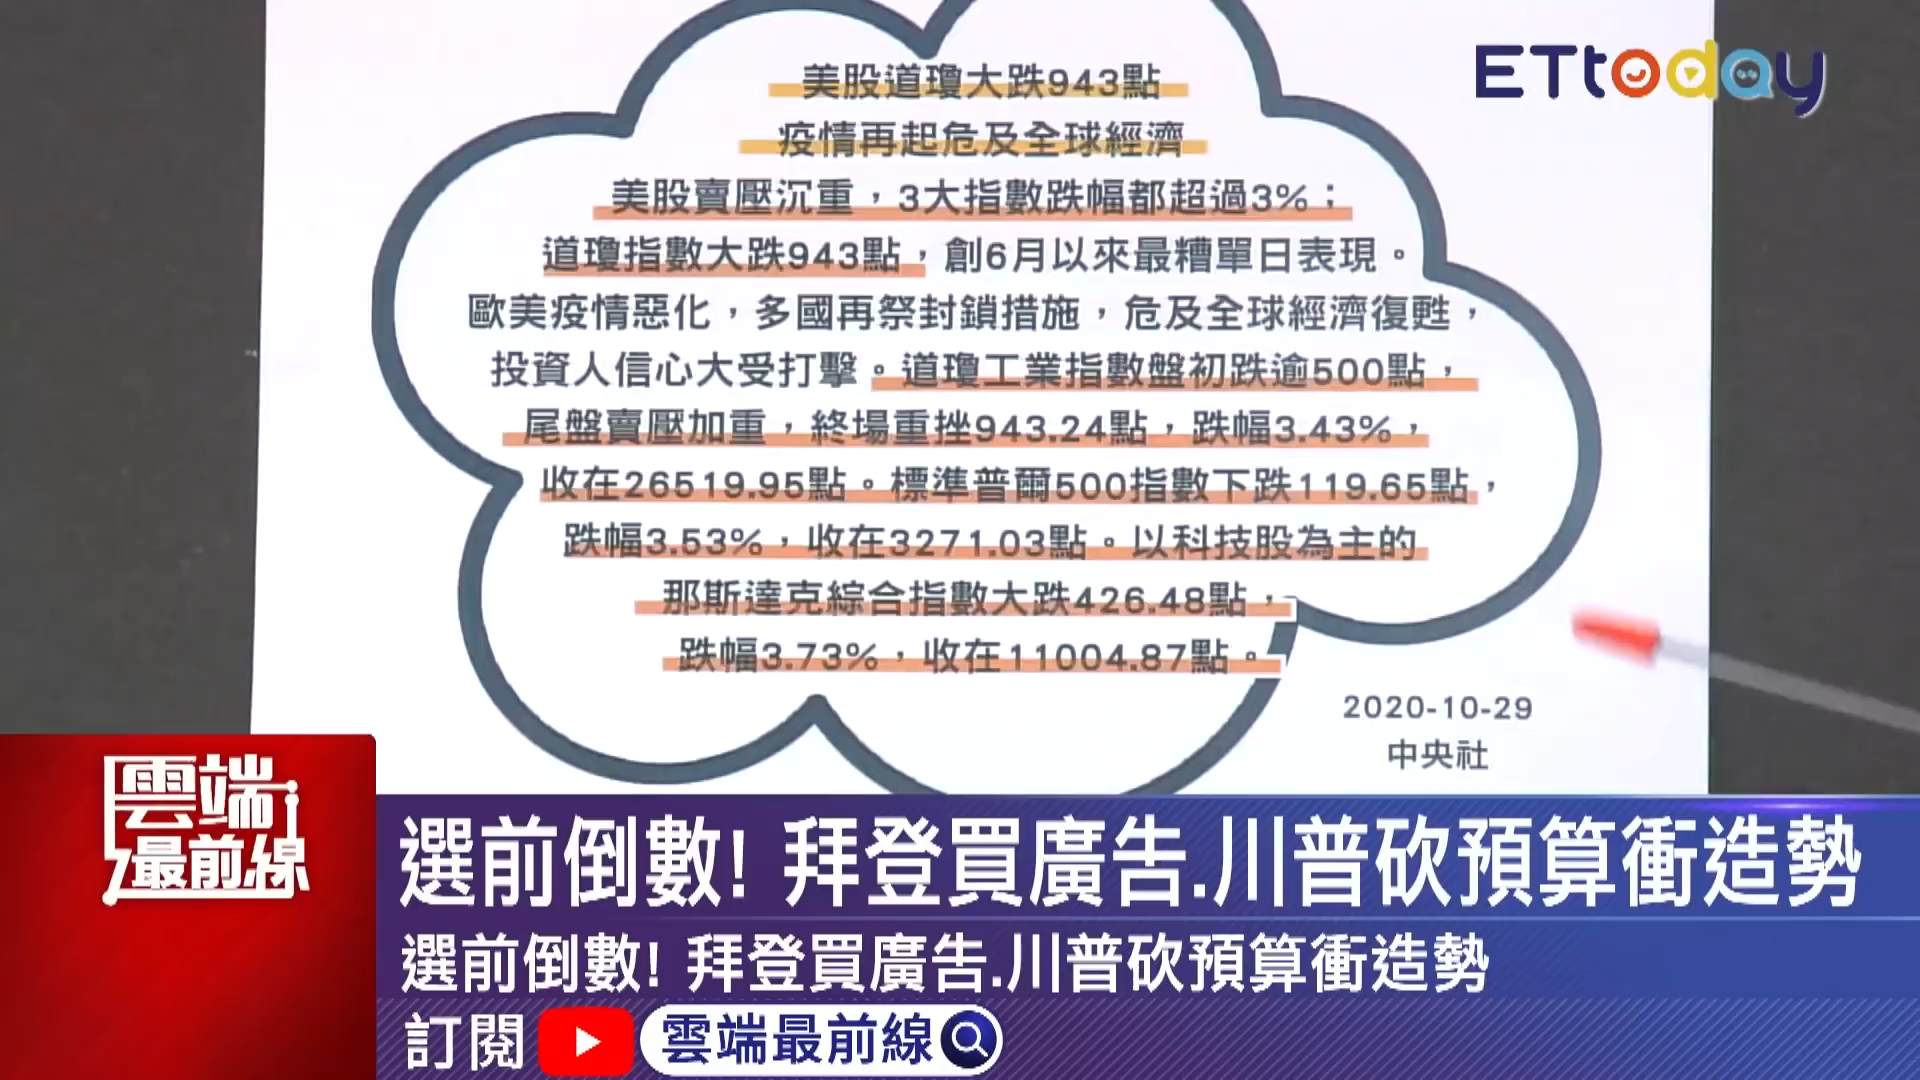 ETtoday
美股道瓊大跌943點
疫情再起危及全球經濟
美股賣壓沉重，3大指數跌幅都超過3%；
道瓊指數大跌943點，創6月以來最糟單日表現。
歐美疫情惡化，多國再祭封鎖措施，危及全球經濟復甦，
投資人信心大受打擊。道瓊工業指數盤初跌逾500點，
尾盤賣壓加重，終場重挫943.24點，跌幅3.43%，
收在26519.95點。標準普爾500指數下跌119.65點，
跌幅3.53%，收在3271.03點。以科技股為主的
那斯達克綜合指數大跌426.48點，
跌幅3.73%，收在11004.87點。
2020-10-29
中央社
雲端
最前線
選前倒數! 拜登買廣告.川普砍預算衝造勢
選前倒數! 拜登買廣告.川普砍預算衝造勢
訂閱 雲端最前線